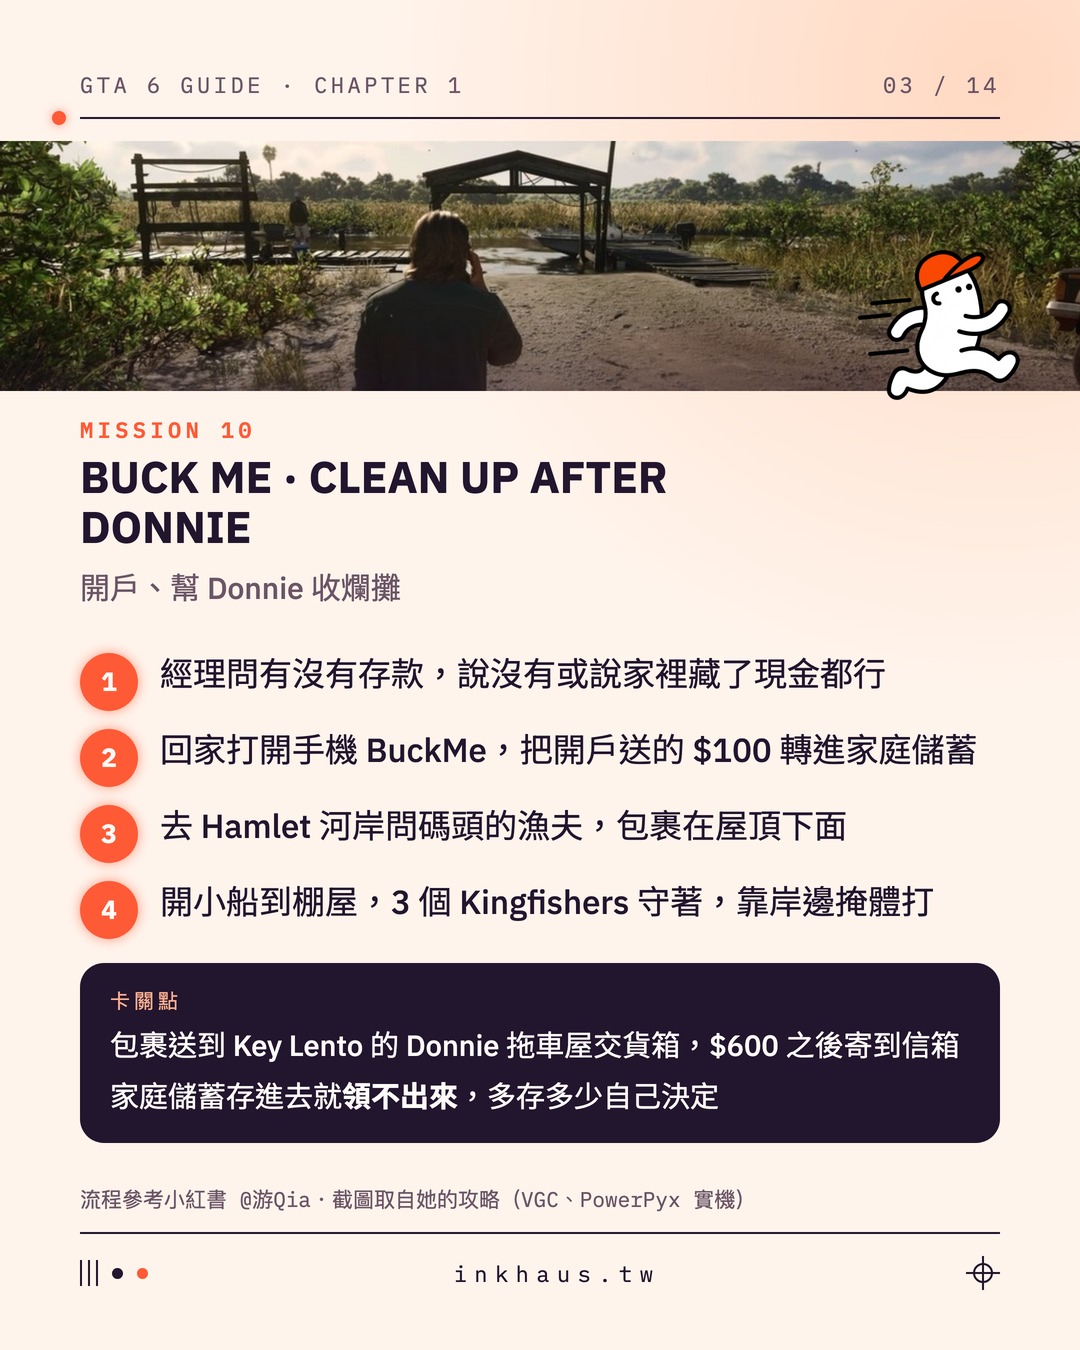 GTA 6 GUIDE · CHAPTER 1
03 / 14
MISSION 10
BUCK ME · CLEAN UP AFTER
DONNIE
開戶、幫 Donnie 收爛攤
1 經理問有沒有存款，說沒有或說家裡藏了現金都行
2 回家打開手機 BuckMe，把開戶送的 $100 轉進家庭儲蓄
3 去 Hamlet 河岸問碼頭的漁夫，包裹在屋頂下面
4 開小船到棚屋，3 個 Kingfishers 守著，靠岸邊掩體打
卡關點
包裹送到 Key Lento 的 Donnie 拖車屋交貨箱，$600 之後寄到信箱
家庭儲蓄存進去就領不出來，多存多少自己決定
流程參考小紅書 @游Qia · 截圖取自她的攻略（VGC、PowerPyx 實機）
inkhaus.tw